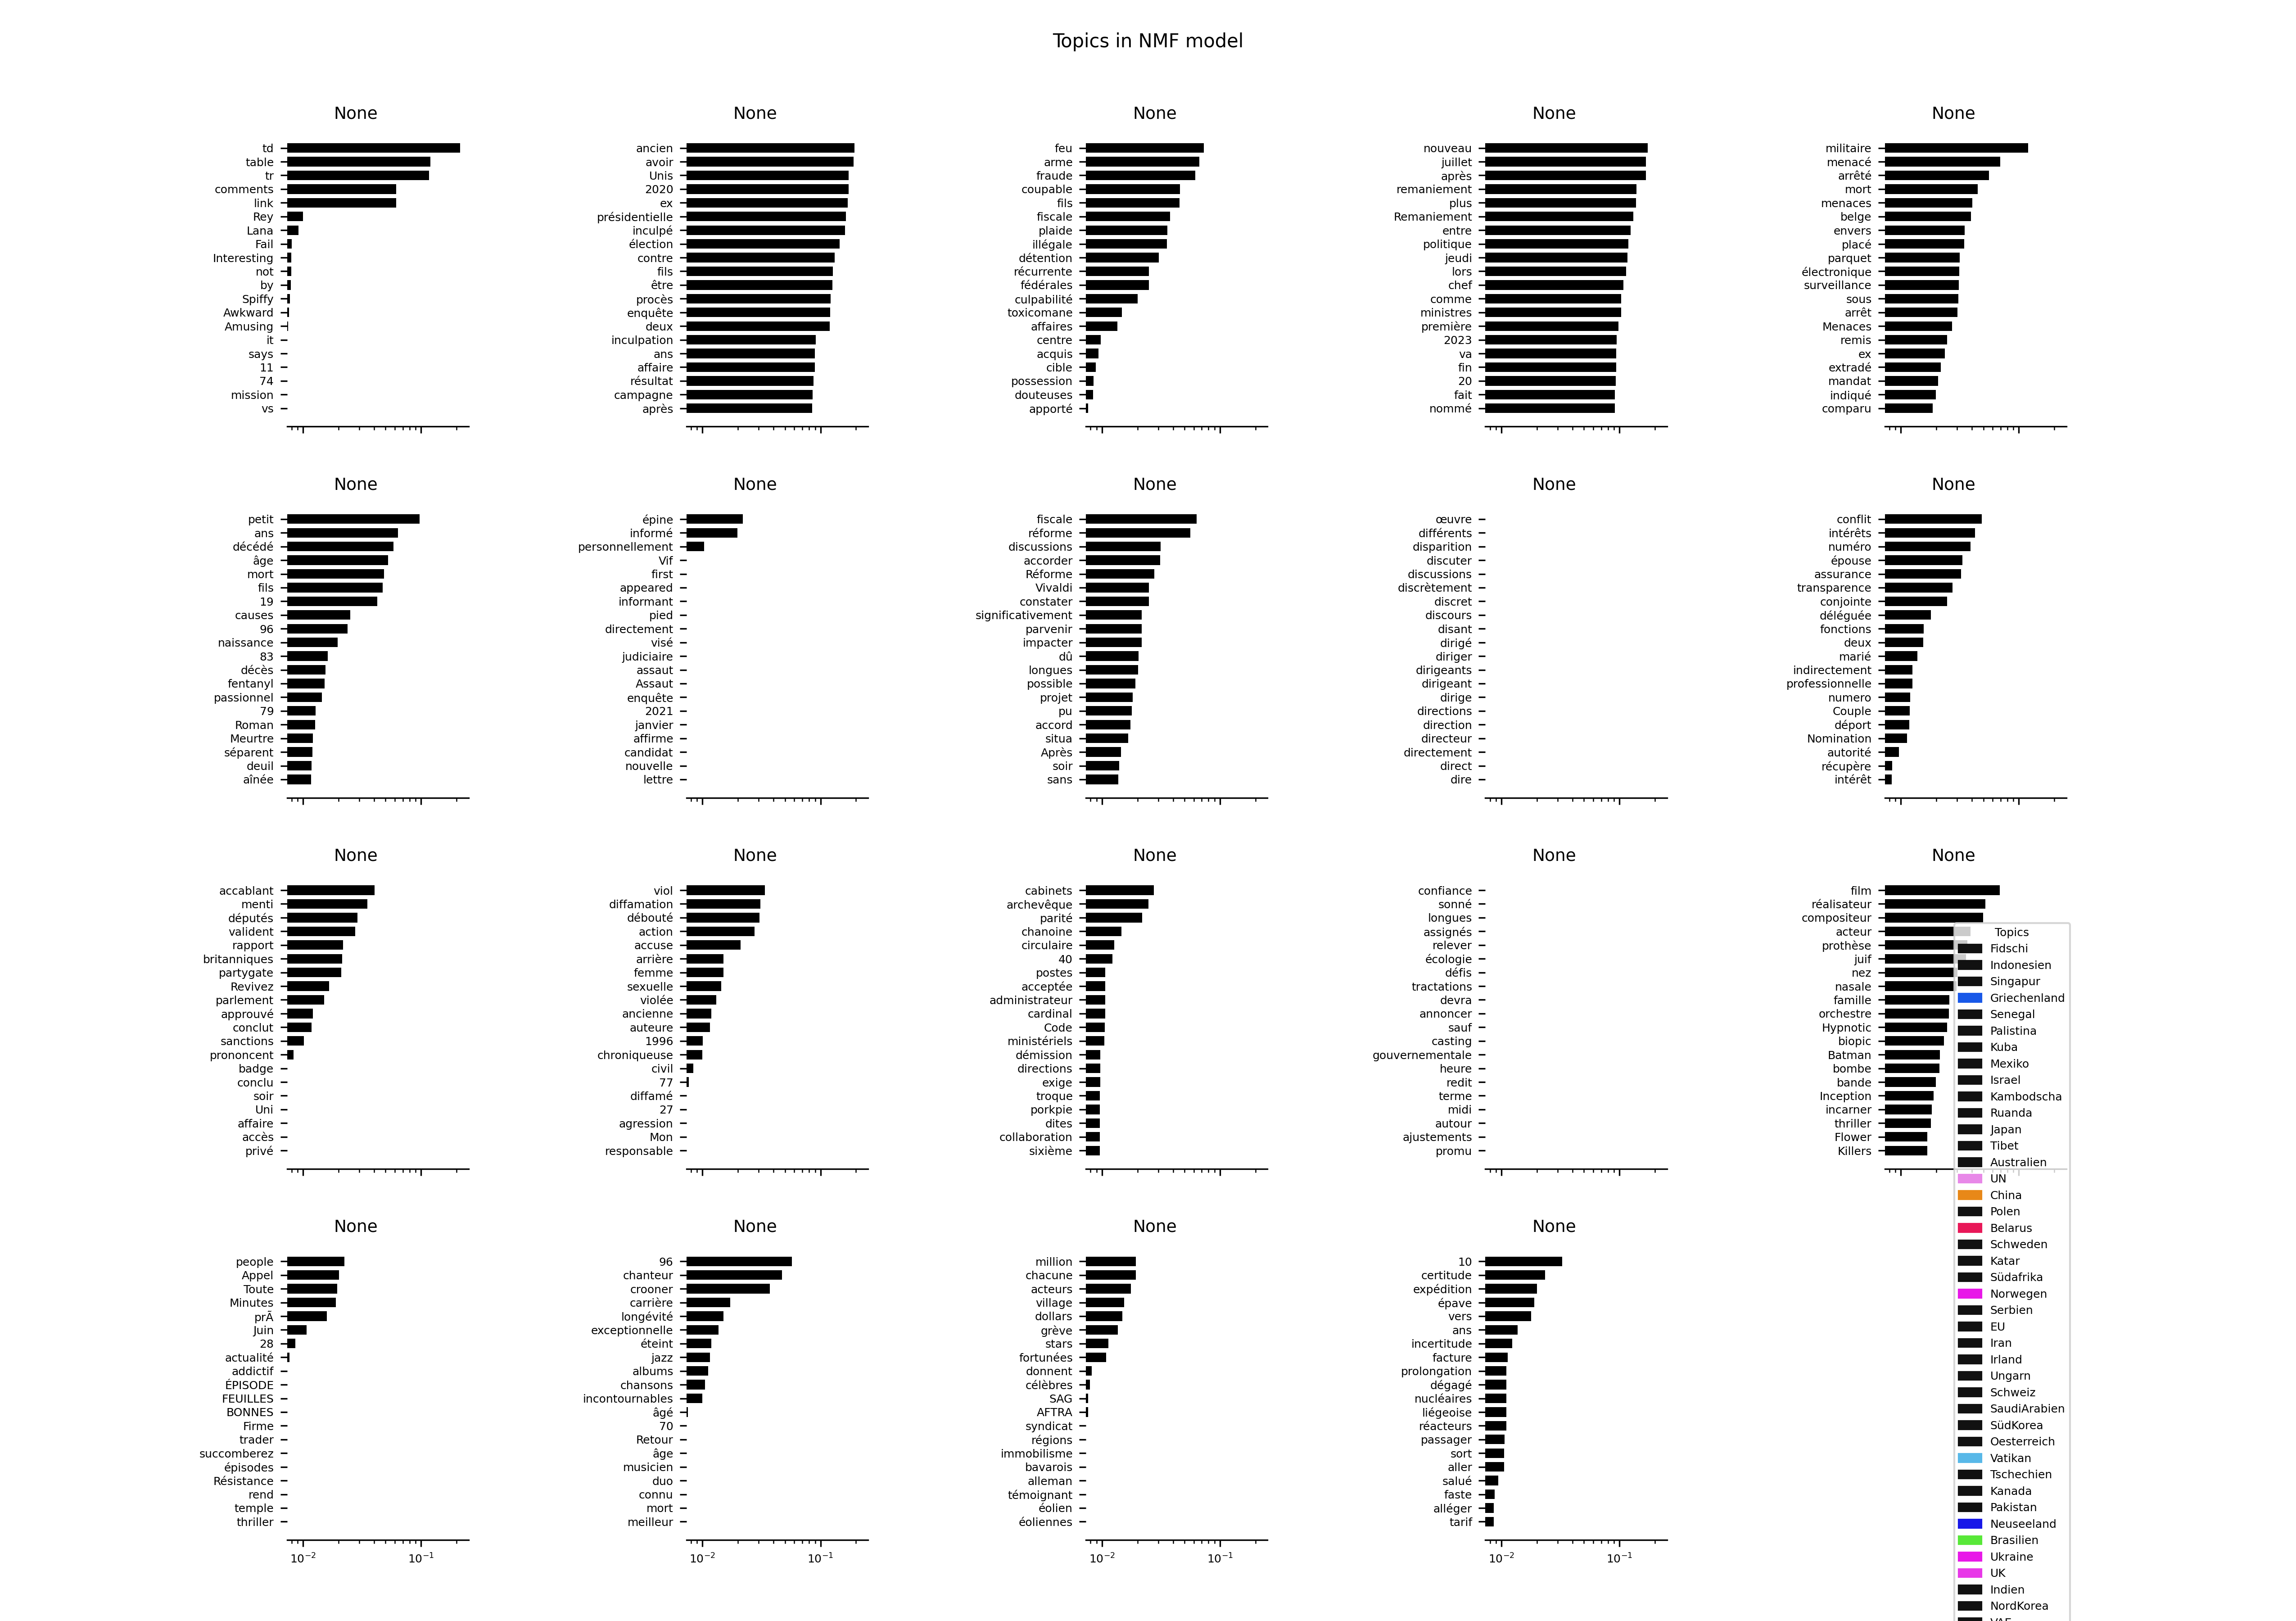 Topics in NMF model
None
td
table
tr
comments
link
Rey
Lana
Fail
Interesting
not
by
Spiffy
Awkward
Amusing
it
says
11
74
mission
vs
None
ancien
avoir
Unis
2020
ex
présidentielle
inculpé
élection
contre
fils
être
procès
enquête
deux
inculpation
ans
affaire
résultat
campagne
après
None
feu
arme
fraude
coupable
fils
fiscale
plaide
illégale
détention
récurrente
fédérales
culpabilité
toxicomane
affaires
centre
acquis
cible
possession
douteuses
apporté
None
nouveau
juillet
après
remaniement
plus
Remaniement
entre
politique
jeudi
lors
chef
comme
ministres
première
2023
va
fin
20
fait
nommé
None
militaire
menacé
arrêté
mort
menaces
belge
envers
placé
parquet
électronique
surveillance
sous
arrêt
Menaces
remis
ex
extradé
mandat
indiqué
comparu
None
petit
ans
décédé
âge
mort
fils
19
causes
96
naissance
83
décès
fentanyl
passionnel
79
Roman
Meurtre
séparent
deuil
aînée
None
épine
informé
personnellement
Vif
first
appeared
informant
pied
directement
visé
judiciaire
assaut
Assaut
enquête
2021
janvier
affirme
candidat
nouvelle
lettre
None
fiscale
réforme
discussions
accorder
Réforme
Vivaldi
constater
significativement
parvenir
impacter
dû
longues
possible
projet
pu
accord
situa
Après
soir
sans
None
œuvre
différents
disparition
discuter
discussions
discrètement
discret
discours
disant
dirigé
diriger
dirigeants
dirigeant
dirige
directions
direction
directeur
directement
direct
dire
None
conflit
intérêts
numéro
épouse
assurance
transparence
conjointe
déléguée
fonctions
deux
marié
indirectement
professionnelle
numero
Couple
déport
Nomination
autorité
récupère
intérêt
None
accablant
menti
députés
valident
rapport
britanniques
partygate
Revivez
parlement
approuvé
conclut
sanctions
prononcent
badge
conclu
soir
Uni
affaire
accès
privé
None
viol
diffamation
débouté
action
accuse
arrière
femme
sexuelle
violée
ancienne
auteure
1996
chroniqueuse
civil
77
diffamé
27
agression
Mon
responsable
None
cabinets
archevêque
parité
chanoine
circulaire
40
postes
acceptée
administrateur
cardinal
Code
ministériels
démission
directions
exige
troque
porkpie
dites
collaboration
sixième
None
confiance
sonné
longues
assignés
relever
écologie
défis
tractations
devra
annoncer
sauf
casting
gouvernementale
heure
redit
terme
midi
autour
ajustements
promu
None
film
réalisateur
compositeur
acteur
prothèse
juif
nez
nasale
famille
orchestre
Hypnotic
biopic
Batman
bombe
bande
Inception
incarner
thriller
Flower
Killers
None
people
Appel
Toute
Minutes
prÃ
Juin
28
actualité
addictif
ÉPISODE
FEUILLES
BONNES
Firme
trader
succomberez
épisodes
Résistance
rend
temple
thriller
10⁻² 10⁻¹
None
96
chanteur
crooner
carrière
longévité
exceptionnelle
éteint
jazz
albums
chansons
incontournables
âgé
70
Retour
âge
musicien
duo
connu
mort
meilleur
10⁻² 10⁻¹
None
million
chacune
acteurs
village
dollars
grève
stars
fortunées
donnent
célèbres
SAG
AFTRA
syndicat
régions
immobilisme
bavarois
alleman
témoignant
éolien
éoliennes
10⁻² 10⁻¹
None
10
certitude
expédition
épave
vers
ans
incertitude
facture
prolongation
dégagé
nucléaires
liégeoise
réacteurs
passager
sort
aller
salué
faste
alléger
tarif
10⁻² 10⁻¹
Topics
Fidschi
Indonesien
Singapur
Griechenland
Senegal
Palistina
Kuba
Mexiko
Israel
Kambodscha
Ruanda
Japan
Tibet
Australien
UN
China
Polen
Belarus
Schweden
Katar
Südafrika
Norwegen
Serbien
EU
Iran
Irland
Ungarn
Schweiz
SaudiArabien
SüdKorea
Oesterreich
Vatikan
Tschechien
Kanada
Pakistan
Neuseeland
Brasilien
Ukraine
UK
Indien
NordKorea